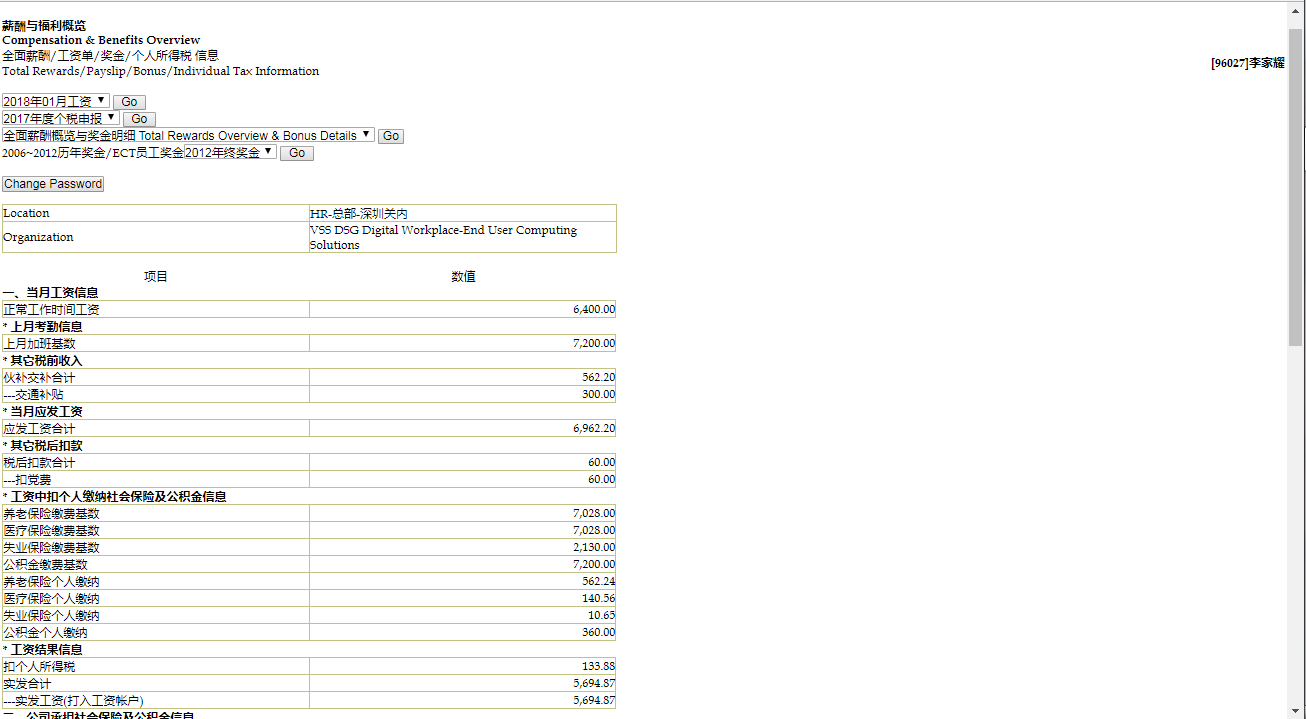 薪酬与福利概览
Compensation & Benefits Overview
全面薪酬/工资单/奖金/个人所得税 信息
Total Rewards/Payslip/Bonus/Individual Tax Information
[96027]李家耀
2018年01月工资 Go
2017年度个税申报 Go
全面薪酬概览与奖金明细 Total Rewards Overview & Bonus Details Go
2006~2012历年奖金/ECT员工奖金 2012年终奖金 Go
Change Password
Location HR-总部-深圳关内
Organization VSS DSG Digital Workplace-End User Computing
Solutions
项目 数值
一、当月工资信息
正常工作时间工资 6,400.00
* 上月考勤信息
上月加班基数 7,200.00
* 其它税前收入
伙补交补合计 562.20
---交通补贴 300.00
* 当月应发工资
应发工资合计 6,962.20
* 其它税后扣款
税后扣款合计 60.00
---扣党费 60.00
* 工资中扣个人缴纳社会保险及公积金信息
养老保险缴费基数 7,028.00
医疗保险缴费基数 7,028.00
失业保险缴费基数 2,130.00
公积金缴费基数 7,200.00
养老保险个人缴纳 562.24
医疗保险个人缴纳 140.56
失业保险个人缴纳 10.65
公积金个人缴纳 360.00
* 工资结果信息
扣个人所得税 133.88
实发合计 5,694.87
---实发工资(打入工资帐户) 5,694.87
二、公司承担社会保险及公积金信息